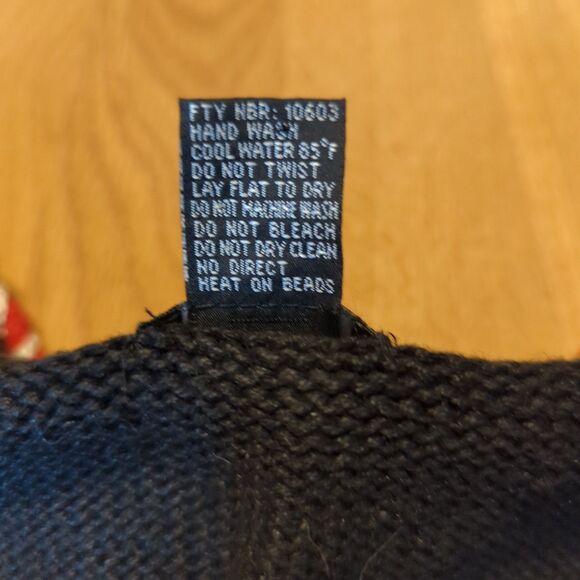 FTY NBR: 10603
HAND WASH
COOL WATER 85°F
DO NOT TWIST
LAY FLAT TO DRY
DO NOT MACHINE WASH
DO NOT BLEACH
DO NOT DRY CLEAN
NO DIRECT
HEAT ON BEADS